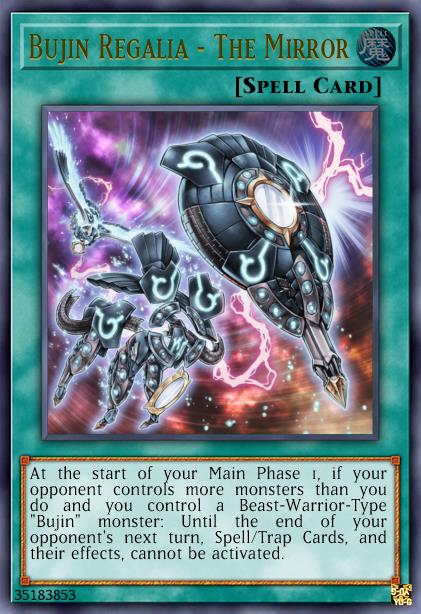 Bujin Regalia - The Mirror
[Spell Card]
At the start of your Main Phase 1, if your
opponent controls more monsters than you
do and you control a Beast-Warrior-Type
"Bujin" monster: Until the end of your
opponent's next turn, Spell/Trap Cards, and
their effects, cannot be activated.
35183853